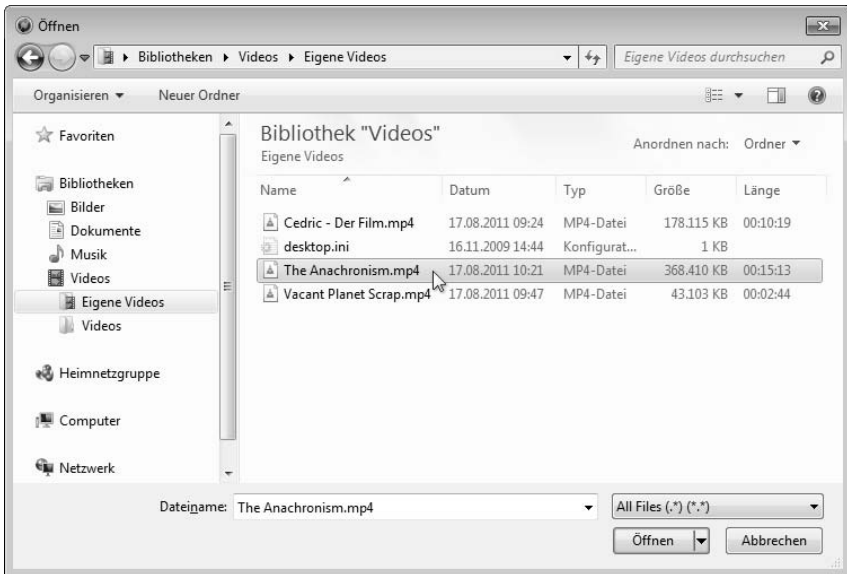 Öffnen
Bibliotheken Videos Eigene Videos Eigene Videos durchsuchen
Organisieren Neuer Ordner
Favoriten
Bibliotheken
Bilder
Dokumente
Musik
Videos
Eigene Videos
Videos
Heimnetzgruppe
Computer
Netzwerk
Bibliothek "Videos"
Eigene Videos
Anordnen nach: Ordner
Name Datum Typ Größe Länge
Cedric - Der Film.mp4 17.08.2011 09:24 MP4-Datei 178.115 KB 00:10:19
desktop.ini 16.11.2009 14:44 Konfigurat... 1 KB
The Anachronism.mp4 17.08.2011 10:21 MP4-Datei 368.410 KB 00:15:13
Vacant Planet Scrap.mp4 17.08.2011 09:47 MP4-Datei 43.103 KB 00:02:44
Dateiname: The Anachronism.mp4 All Files (.*) (*.*)
Öffnen Abbrechen